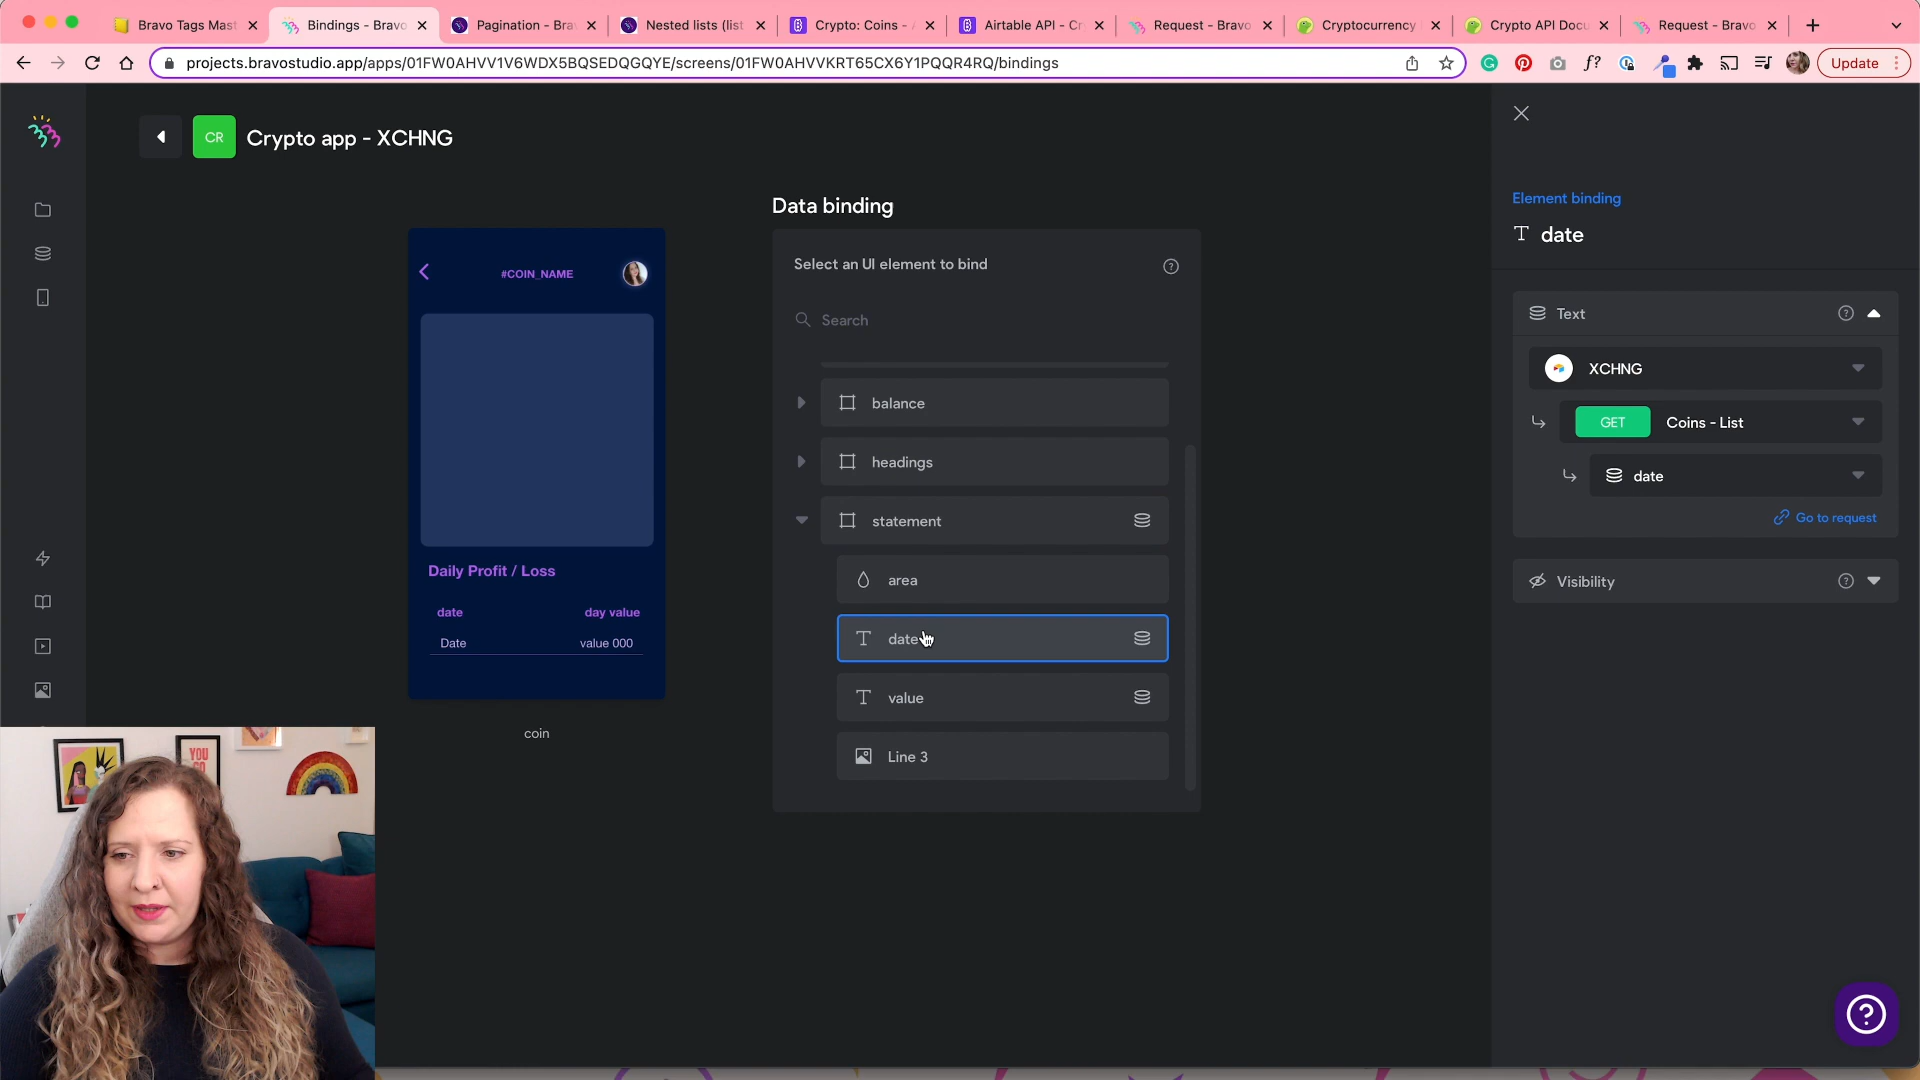 Bravo Tags Mast
Bindings - Bravo
Pagination - Bra
Nested lists (list
Crypto: Coins - A
Airtable API - Cr
Request - Bravo
Cryptocurrency
Crypto API Docu
Request - Bravo
projects.bravostudio.app/apps/01FW0AHVV1V6WDX5BQSEDQGQYE/screens/01FW0AHVVKRT65CX6Y1PQQR4RQ/bindings
f?
Update
CR
Crypto app - XCHNG
Data binding
Select an UI element to bind
?
Search
balance
headings
statement
area
T date
T value
Line 3
#COIN_NAME
Daily Profit / Loss
date day value
Date value 000
coin
Element binding
T date
Text ?
XCHNG
GET Coins - List
date
Go to request
Visibility ?
YOU
GO
?